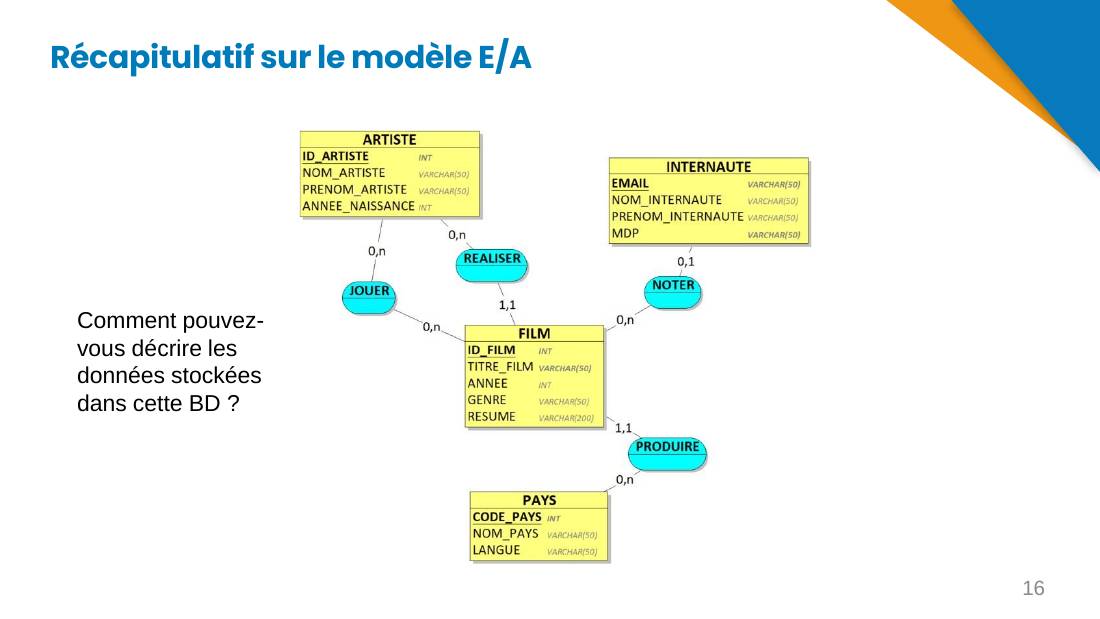 Récapitulatif sur le modèle E/A
ARTISTE
ID_ARTISTE INT
NOM_ARTISTE VARCHAR(50)
PRENOM_ARTISTE VARCHAR(50)
ANNEE_NAISSANCE INT
INTERNAUTE
EMAIL VARCHAR(50)
NOM_INTERNAUTE VARCHAR(50)
PRENOM_INTERNAUTE VARCHAR(50)
MDP VARCHAR(50)
0,n
0,n
REALISER
0,1
JOUER
NOTER
1,1
0,n
0,n
Comment pouvez-
vous décrire les
données stockées
dans cette BD ?
FILM
ID_FILM INT
TITRE_FILM VARCHAR(50)
ANNEE INT
GENRE VARCHAR(50)
RESUME VARCHAR(200)
1,1
PRODUIRE
0,n
PAYS
CODE_PAYS INT
NOM_PAYS VARCHAR(50)
LANGUE VARCHAR(50)
16